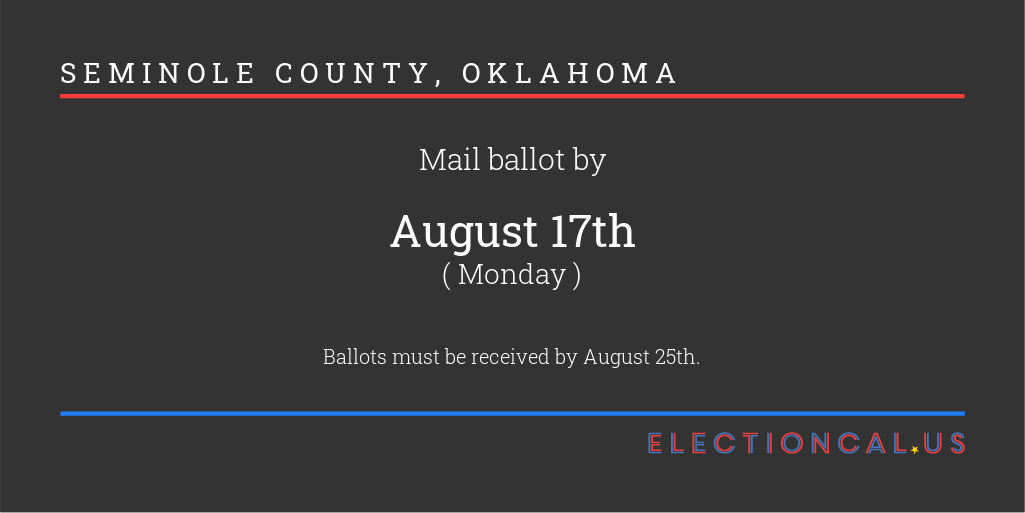 SEMINOLE COUNTY, OKLAHOMA
Mail ballot by
August 17th
( Monday )
Ballots must be received by August 25th.
ELECTIONCAL.US